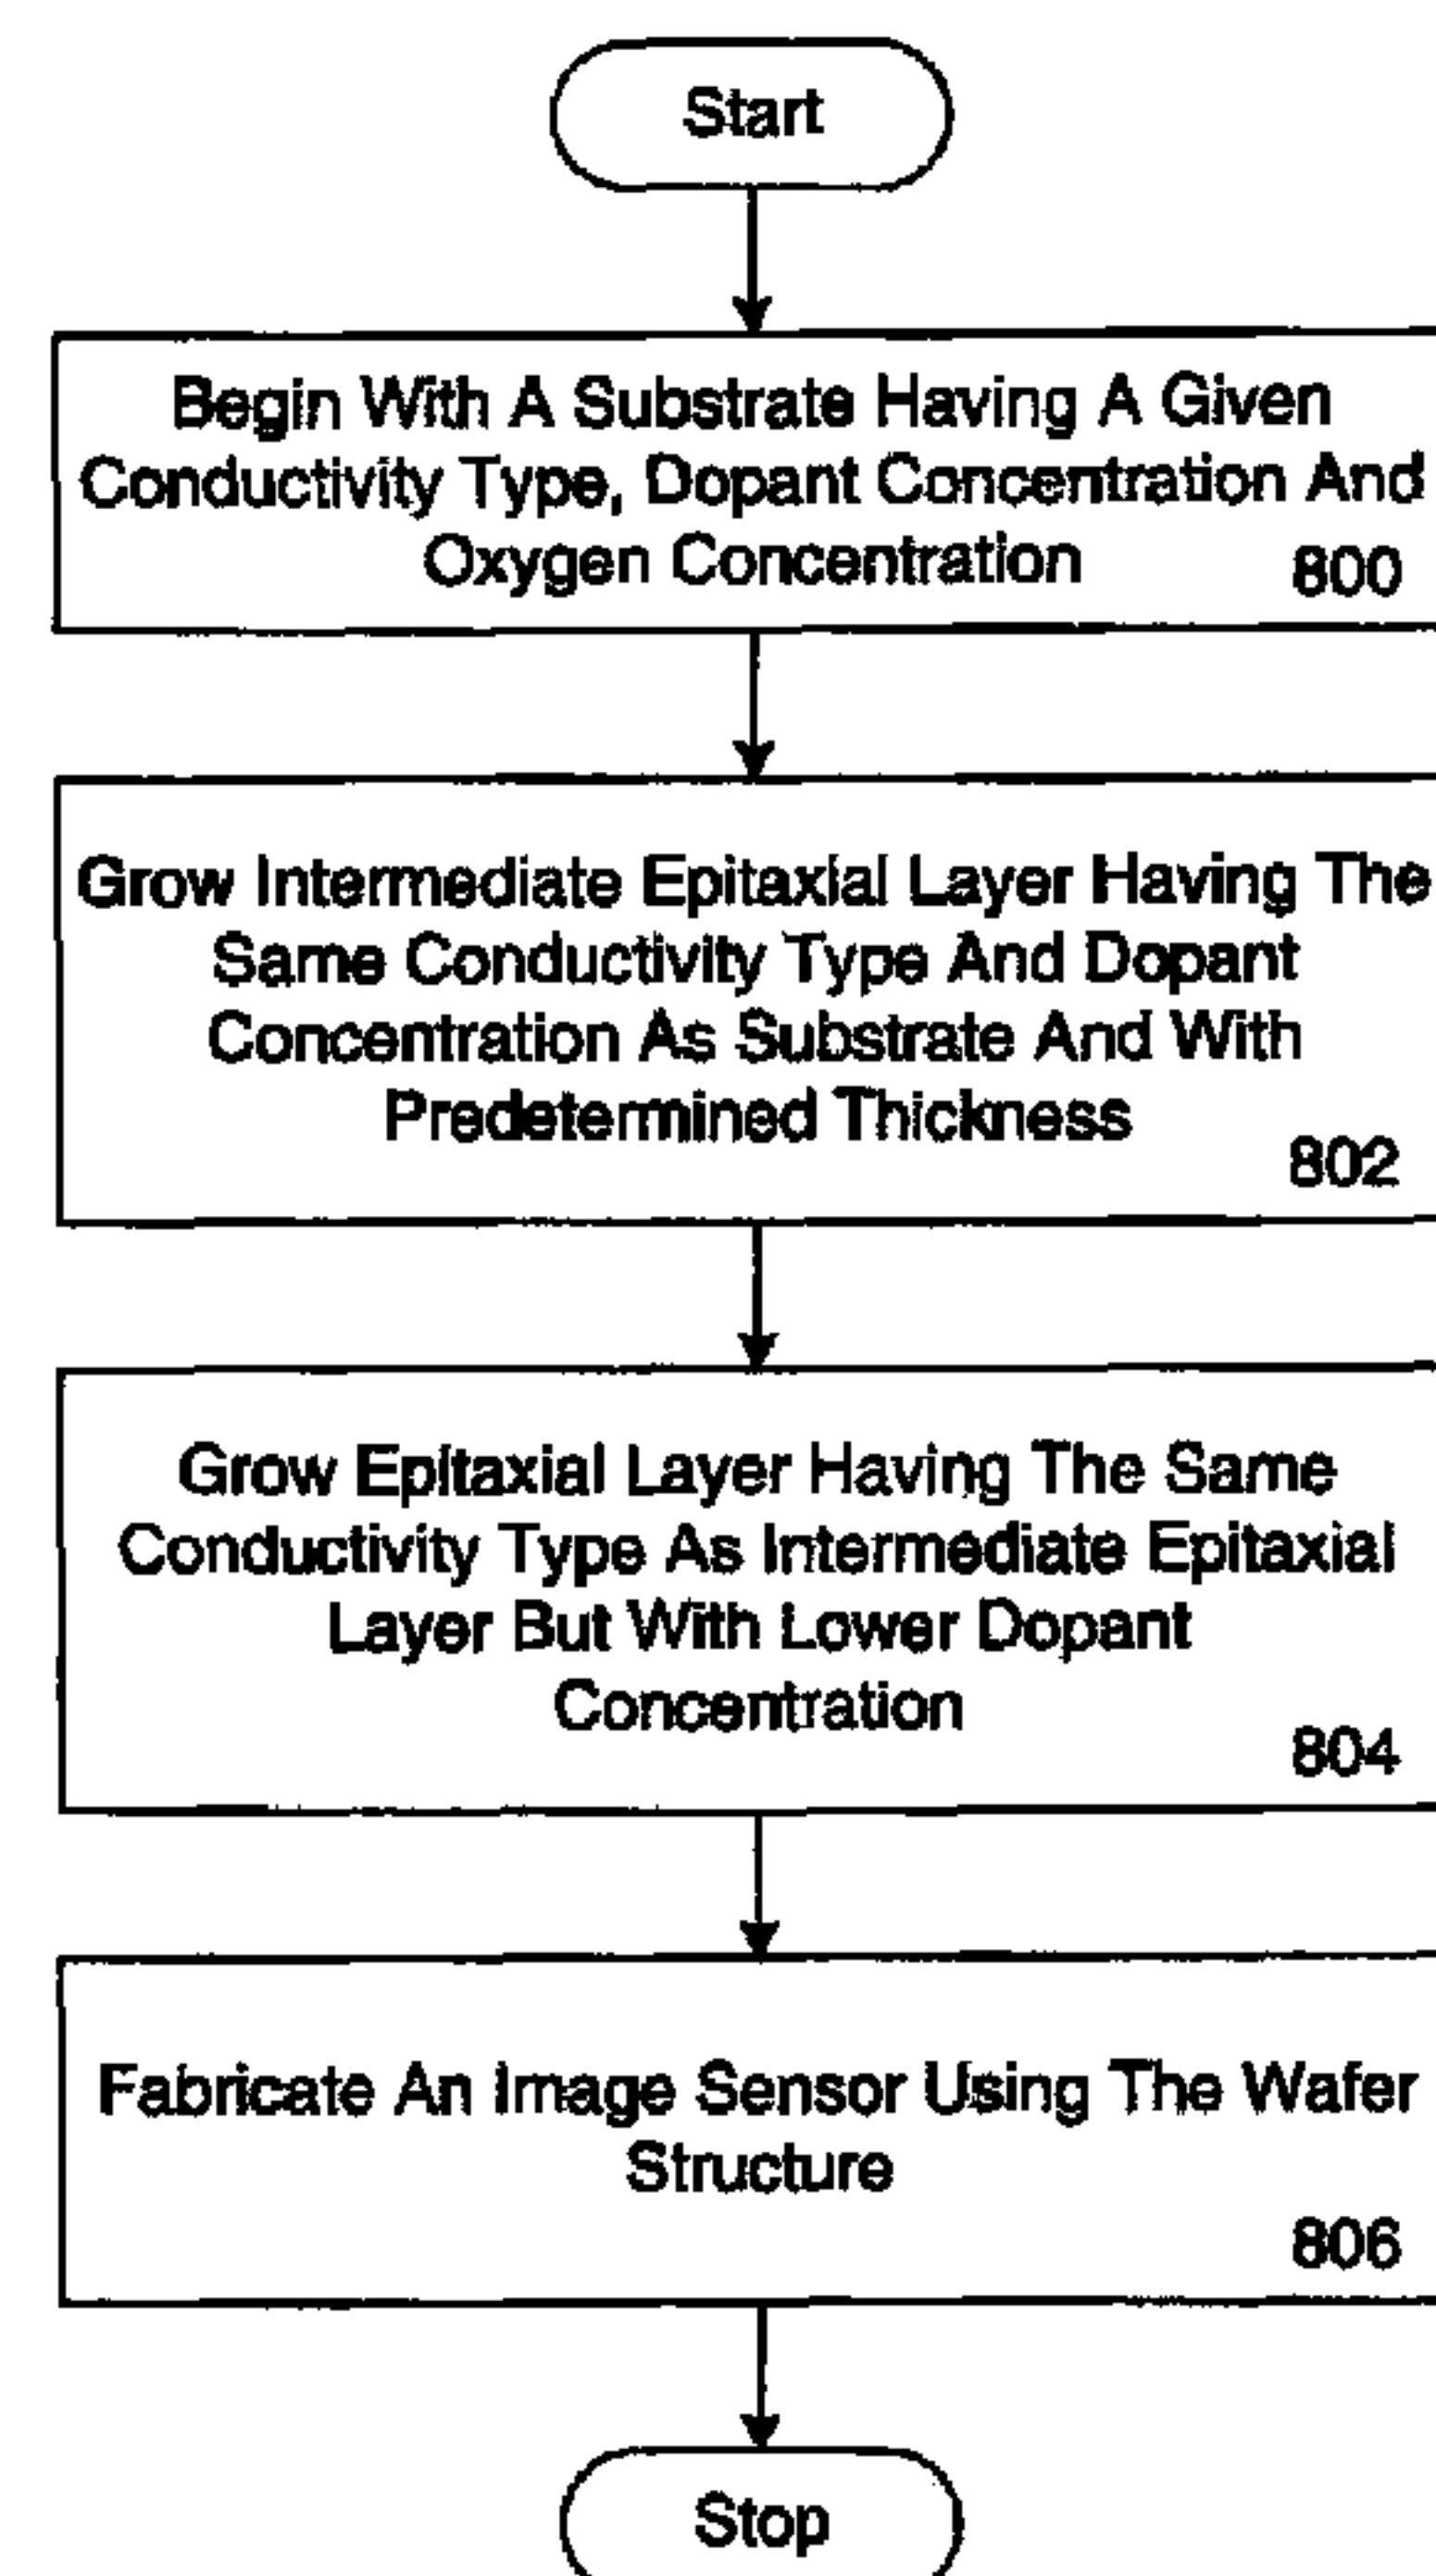 Start
Begin With A Substrate Having A Given
Conductivity Type, Dopant Concentration And
Oxygen Concentration
800
Grow Intermediate Epitaxial Layer Having The
Same Conductivity Type And Dopant
Concentration As Substrate And With
Predetermined Thickness
802
Grow Epitaxial Layer Having The Same
Conductivity Type As Intermediate Epitaxial
Layer But With Lower Dopant
Concentration
804
Fabricate An Image Sensor Using The Wafer
Structure
806
Stop